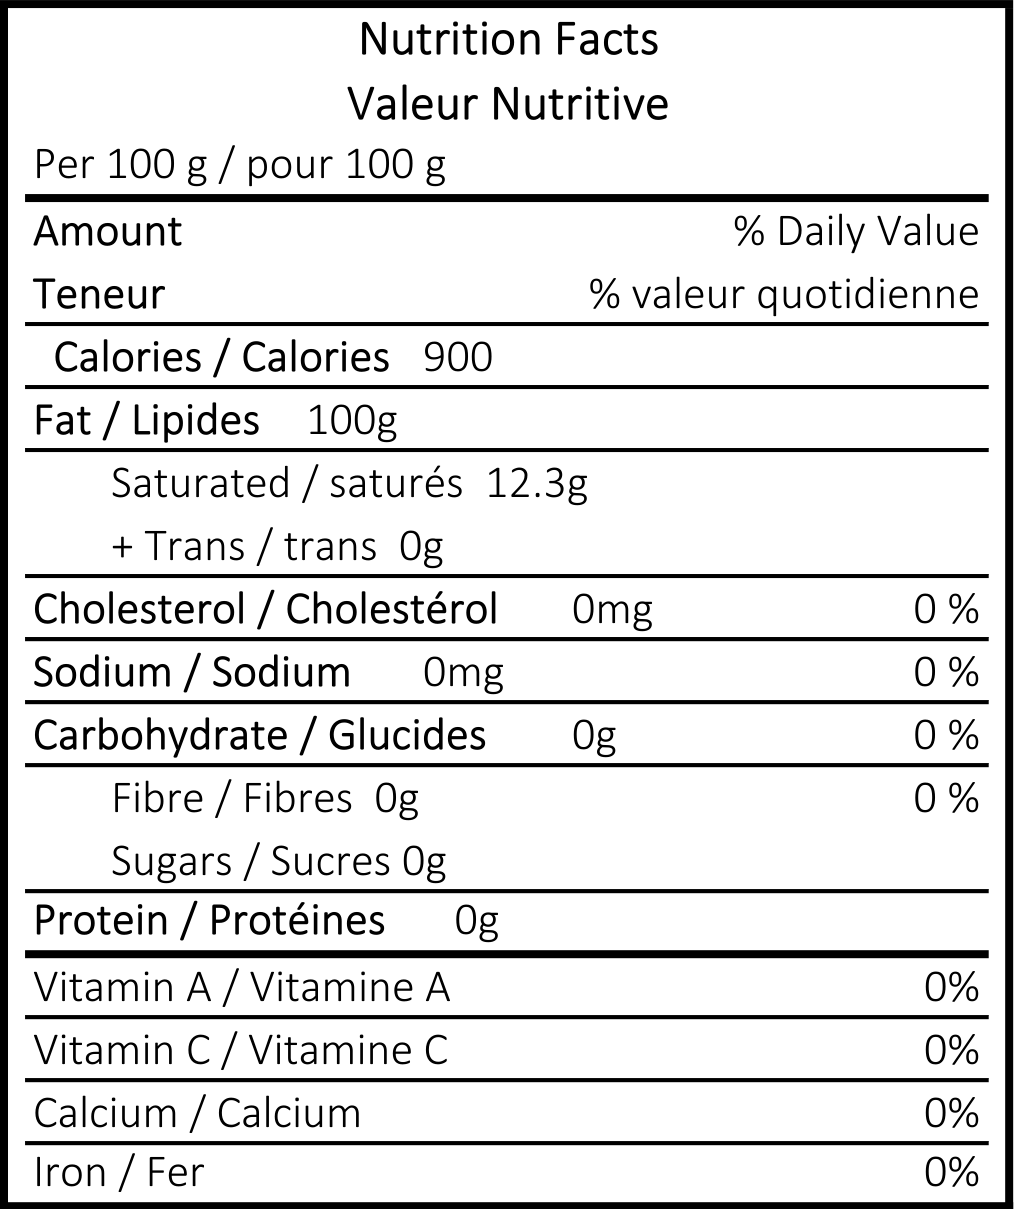 Nutrition Facts
Valeur Nutritive
Per 100 g / pour 100 g
Amount % Daily Value
Teneur % valeur quotidienne
Calories / Calories 900
Fat / Lipides 100g
Saturated / saturés 12.3g
+ Trans / trans 0g
Cholesterol / Cholestérol 0mg 0 %
Sodium / Sodium 0mg 0 %
Carbohydrate / Glucides 0g 0 %
Fibre / Fibres 0g 0 %
Sugars / Sucres 0g
Protein / Protéines 0g
Vitamin A / Vitamine A 0%
Vitamin C / Vitamine C 0%
Calcium / Calcium 0%
Iron / Fer 0%